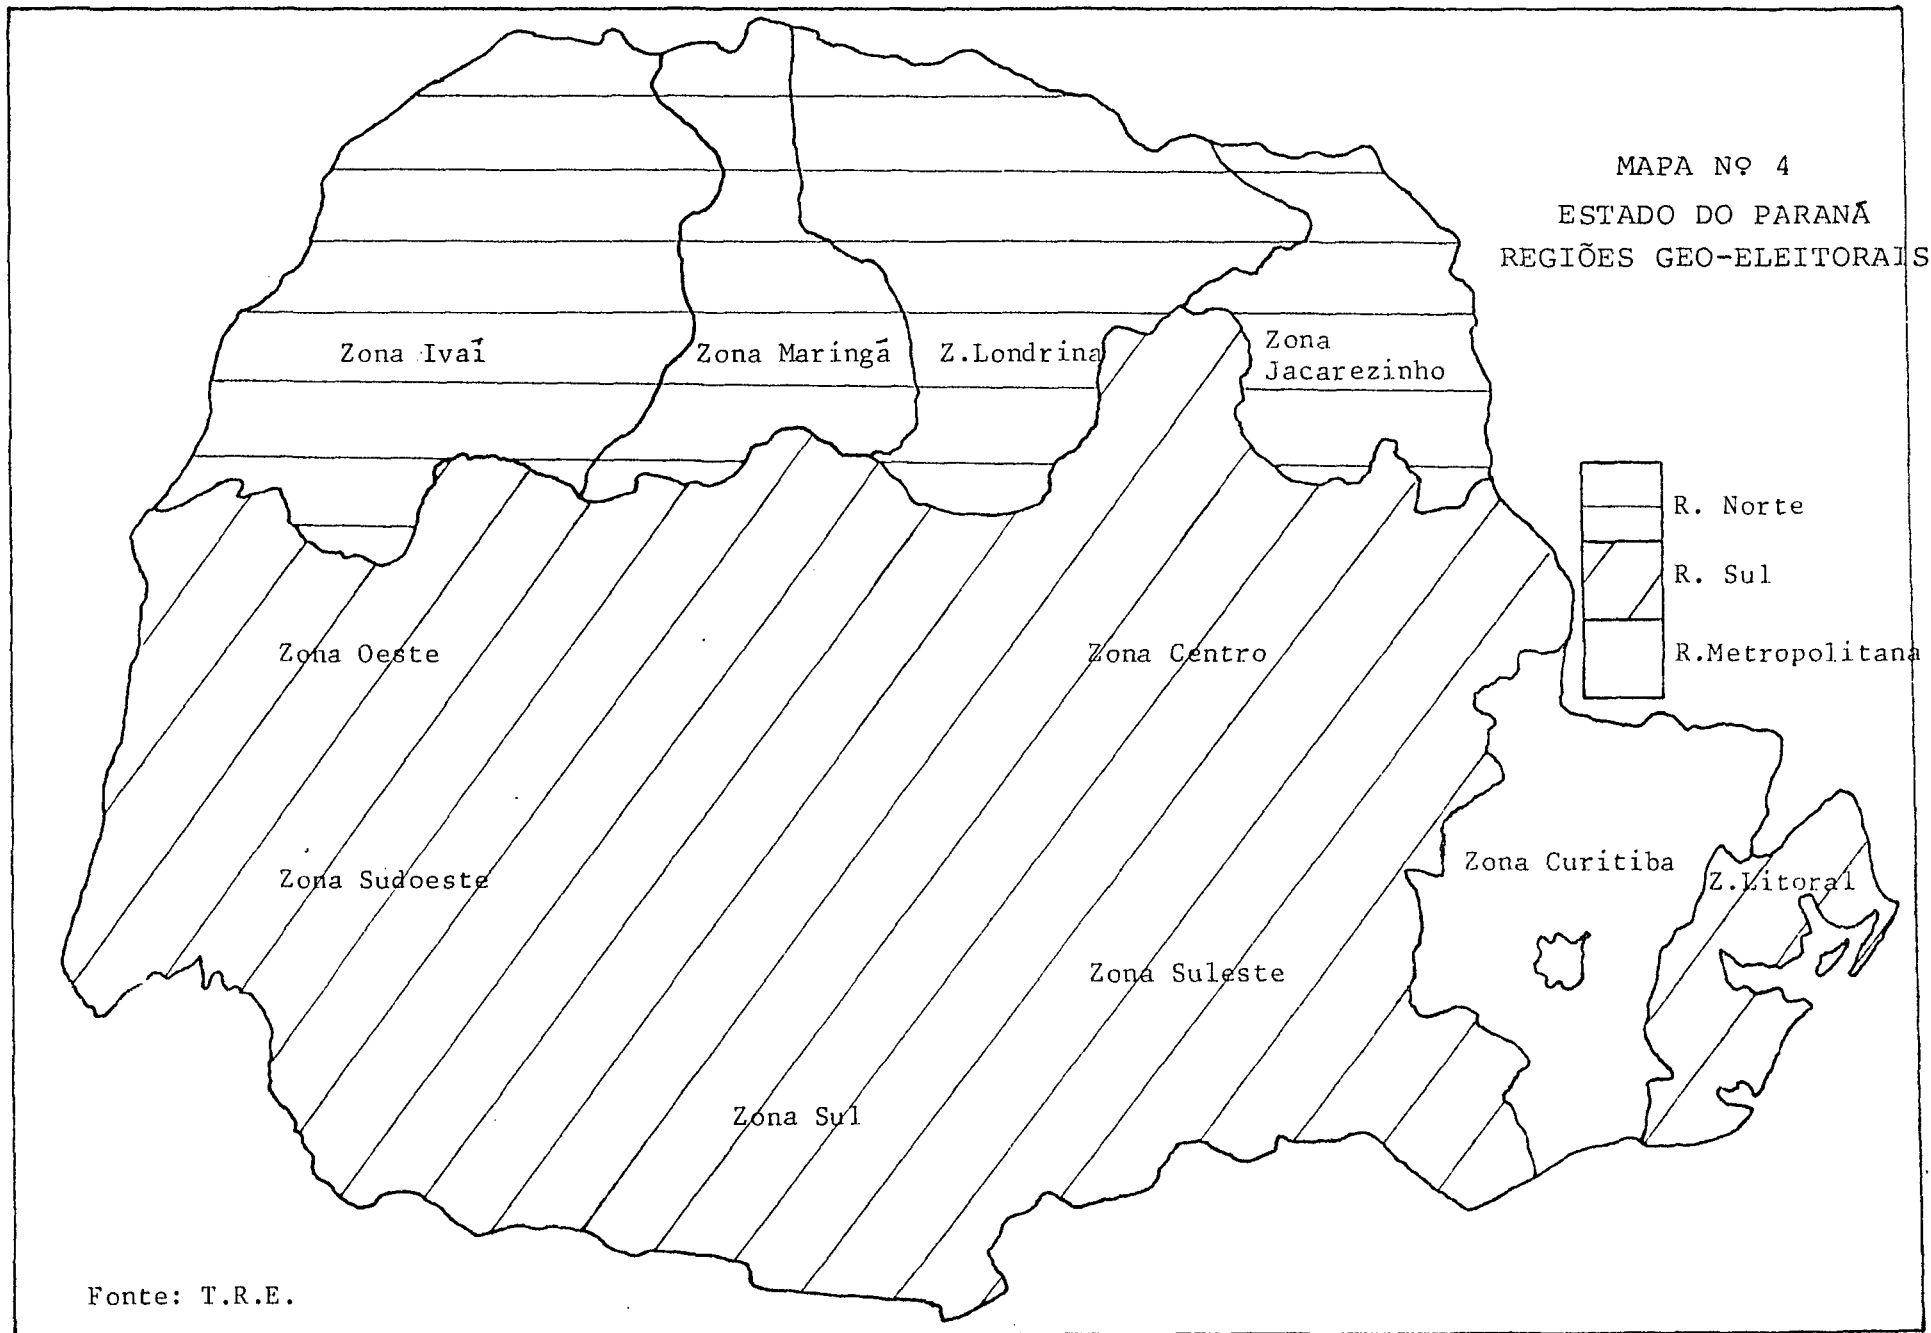 MAPA Nº 4
ESTADO DO PARANÁ
REGIÕES GEO-ELEITORAIS
Zona Ivaí
Zona Maringá
Z.Londrina
Zona
Jacarezinho
R. Norte
R. Sul
R.Metropolitana
Zona Oeste
Zona Centro
Zona Sudoeste
Zona Curitiba
Z.Litoral
Zona Suleste
Zona Sul
Fonte: T.R.E.